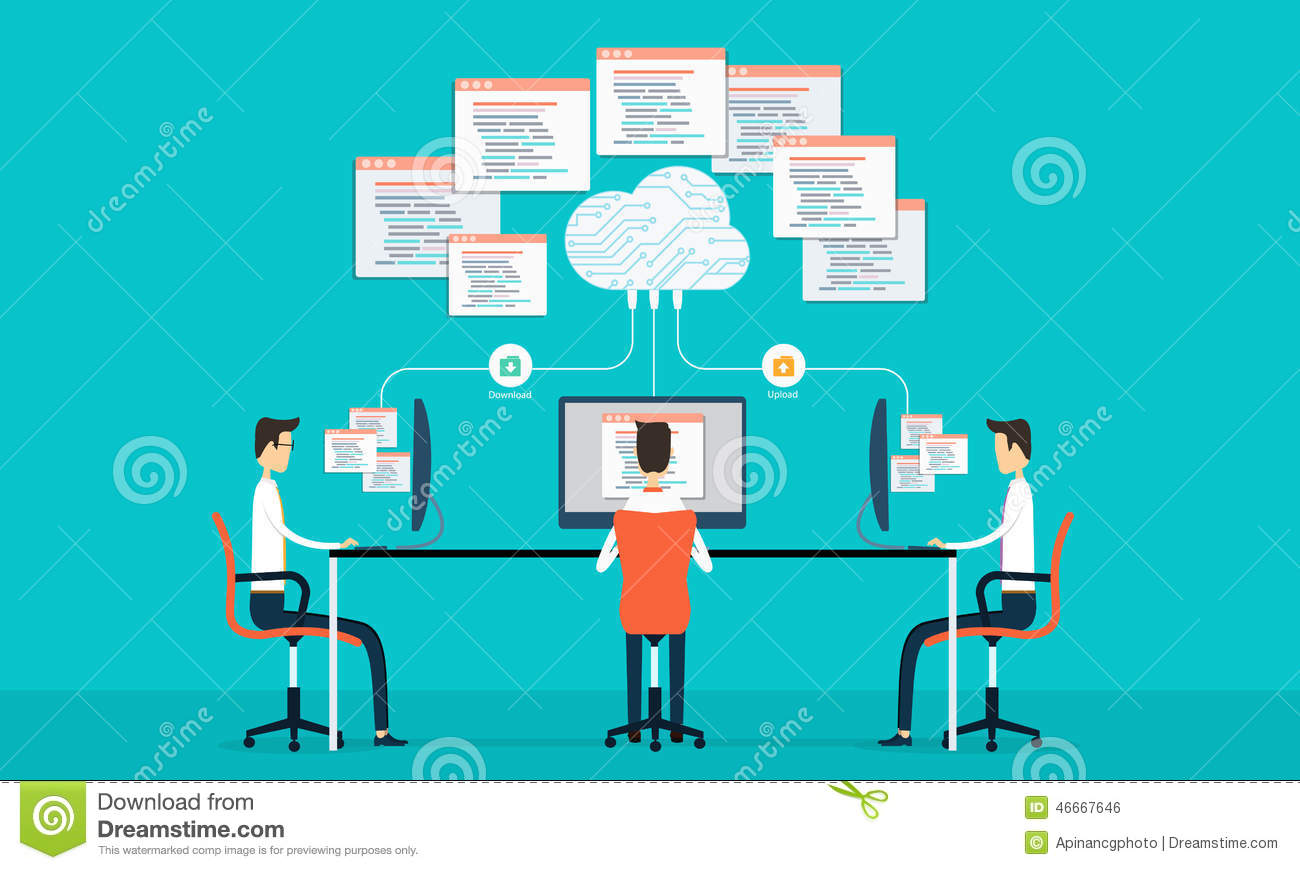 Download
Upload
dreamstime
dreamstime
dreamstime
dreamstime
dreamstime
dreamstime
dreamstime
Download from
Dreamstime.com
This watermarked comp image is for previewing purposes only.
ID 46667646
© Apinancgphoto | Dreamstime.com